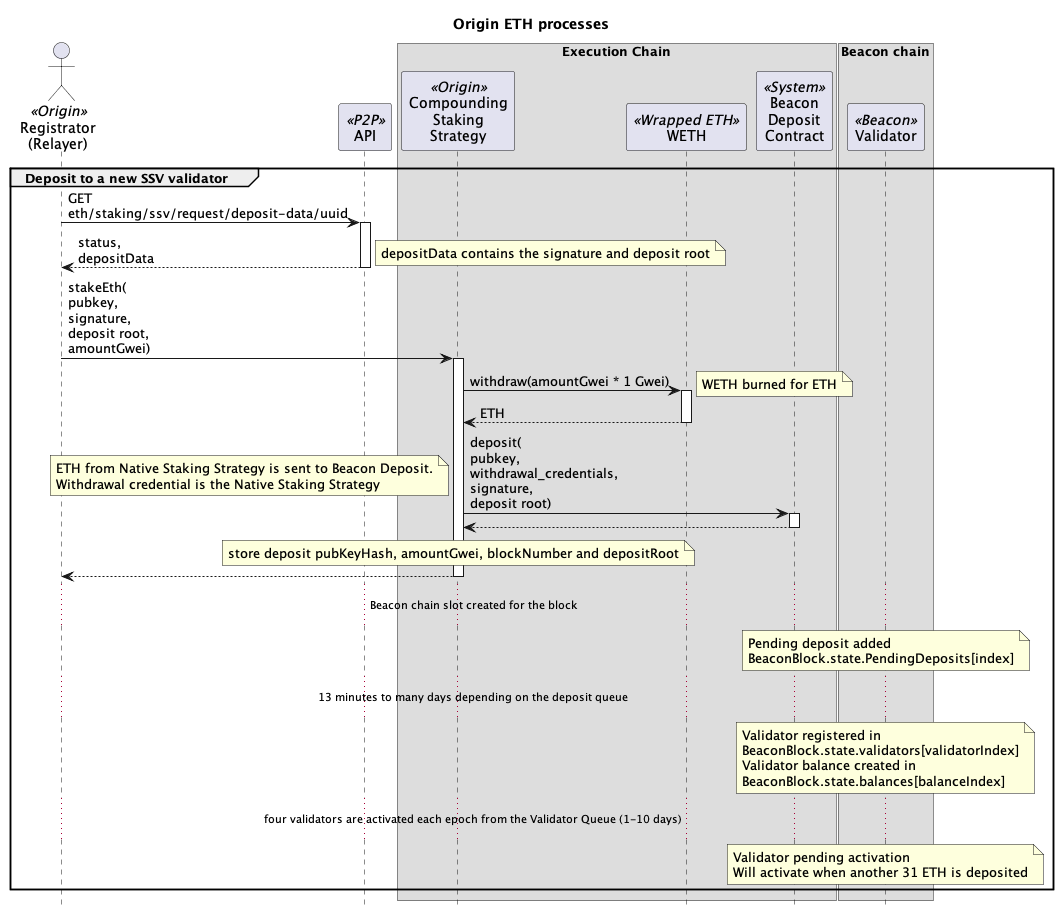 Origin ETH processes
Execution Chain
Beacon chain
«Origin»
Registrator
(Relayer)
«P2P»
API
«Origin»
Compounding
Staking
Strategy
«Wrapped ETH»
WETH
«System»
Beacon
Deposit
Contract
«Beacon»
Validator
Deposit to a new SSV validator
GET
eth/staking/ssv/request/deposit-data/uuid
status,
depositData
depositData contains the signature and deposit root
stakeEth(
pubkey,
signature,
deposit root,
amountGwei)
withdraw(amountGwei * 1 Gwei)
WETH burned for ETH
ETH
deposit(
pubkey,
withdrawal_credentials,
signature,
deposit root)
ETH from Native Staking Strategy is sent to Beacon Deposit.
Withdrawal credential is the Native Staking Strategy
store deposit pubKeyHash, amountGwei, blockNumber and depositRoot
Beacon chain slot created for the block
Pending deposit added
BeaconBlock.state.PendingDeposits[index]
13 minutes to many days depending on the deposit queue
Validator registered in
BeaconBlock.state.validators[validatorIndex]
Validator balance created in
BeaconBlock.state.balances[balanceIndex]
four validators are activated each epoch from the Validator Queue (1-10 days)
Validator pending activation
Will activate when another 31 ETH is deposited